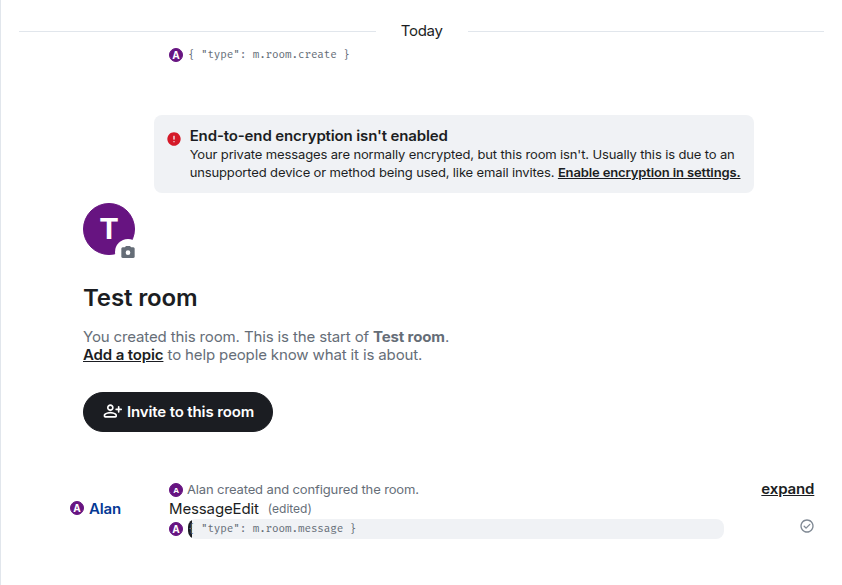 Today
A { "type": m.room.create }
End-to-end encryption isn't enabled
Your private messages are normally encrypted, but this room isn't. Usually this is due to an
unsupported device or method being used, like email invites. Enable encryption in settings.
T
Test room
You created this room. This is the start of Test room.
Add a topic to help people know what it is about.
Invite to this room
A Alan created and configured the room. expand
A Alan MessageEdit (edited)
A "type": m.room.message }